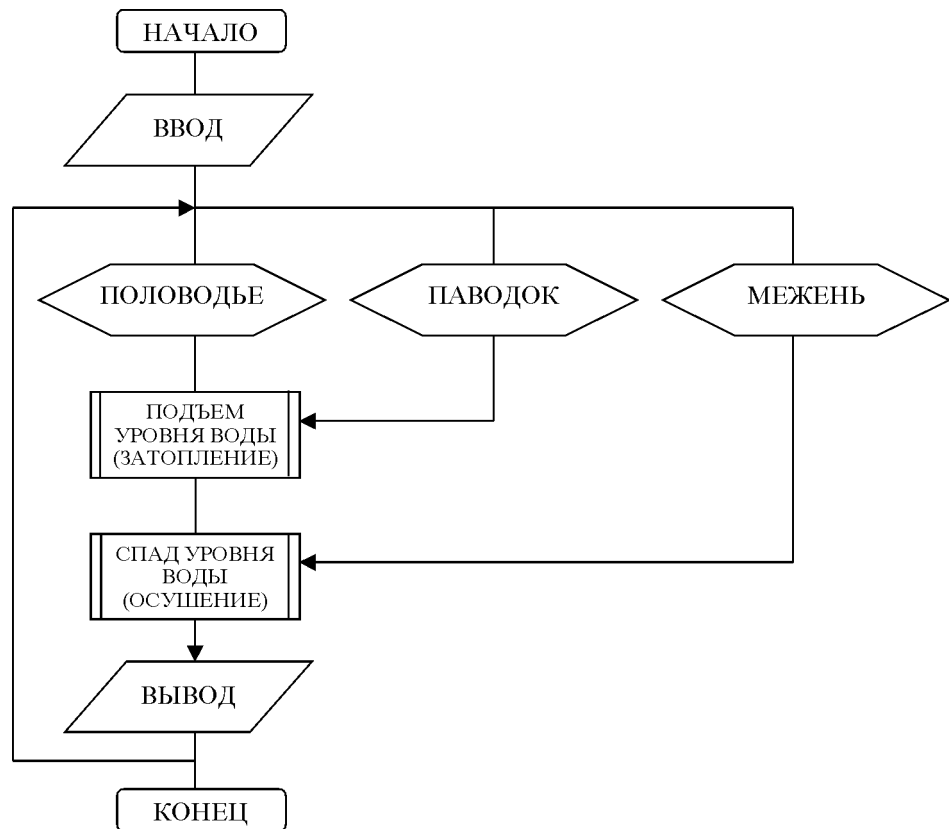 НАЧАЛО
ВВОД
ПОЛОВОДЬЕ
ПАВОДОК
МЕЖЕНЬ
ПОДЪЕМ
УРОВНЯ ВОДЫ
(ЗАТОПЛЕНИЕ)
СПАД УРОВНЯ
ВОДЫ
(ОСУШЕНИЕ)
ВЫВОД
КОНЕЦ